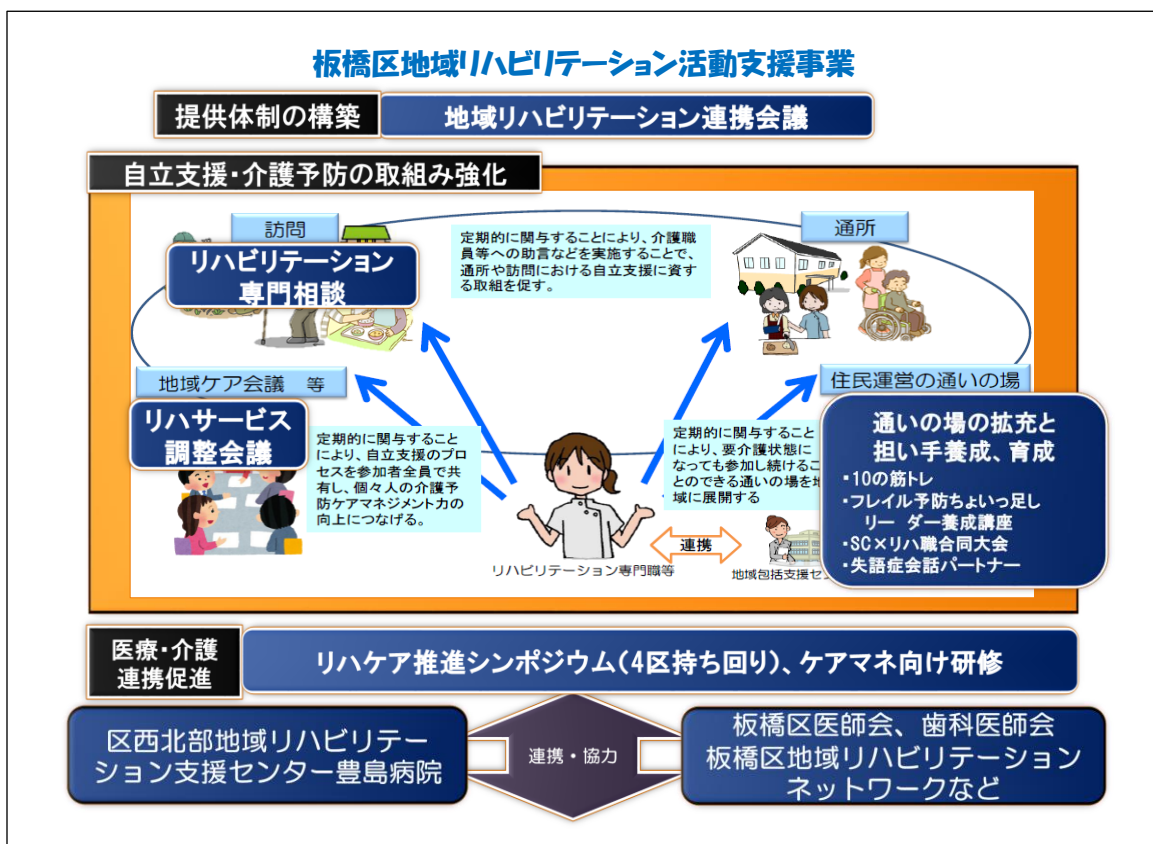 板橋区地域リハビリテーション活動支援事業
提供体制の構築
地域リハビリテーション連携会議
自立支援・介護予防の取組み強化
訪問
リハビリテーション
専門相談
定期的に関与することにより、介護職
員等への助言などを実施することで、
通所や訪問における自立支援に資す
る取組を促す。
通所
地域ケア会議　等
リハサービス
調整会議
定期的に関与すること
により、自立支援のプロ
セスを参加者全員で共
有し、個々人の介護予
防ケアマネジメント力の
向上につなげる。
定期的に関与すること
により、要介護状態に
なっても参加し続けるこ
とのできる通いの場を地
域に展開する
住民運営の通いの場
通いの場の拡充と
担い手養成、育成
・10の筋トレ
・フレイル予防ちょいっ足し
リー　ダー養成講座
・SC×リハ職合同大会
・失語症会話パートナー
連携
リハビリテーション専門職等
地域包括支援セ
医療・介護
連携促進
リハケア推進シンポジウム（4区持ち回り）、ケアマネ向け研修
区西北部地域リハビリテー
ション支援センター豊島病院
連携・協力
板橋区医師会、歯科医師会
板橋区地域リハビリテーション
ネットワークなど